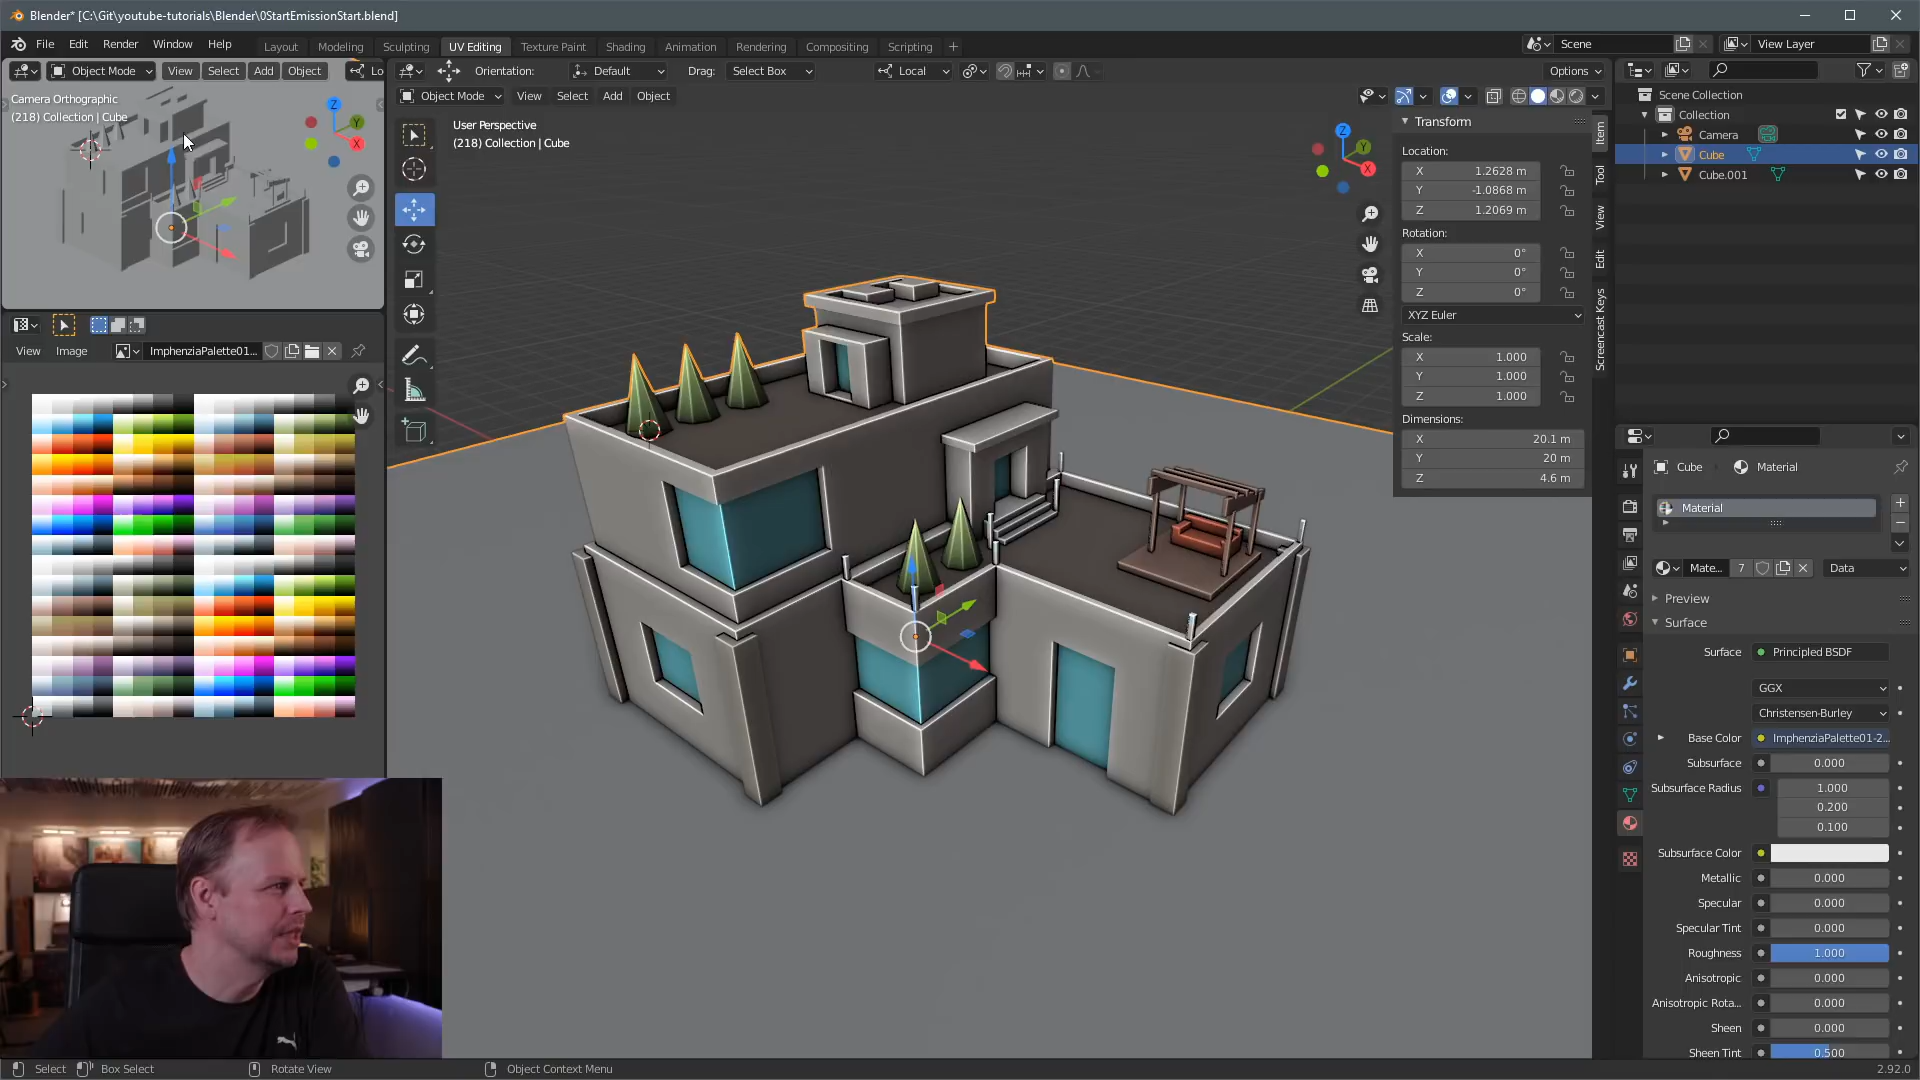 Blender* [C:\Git\youtube-tutorials\Blender\0StartEmissionStart.blend]
File Edit Render Window Help Layout Modeling Sculpting UV Editing Texture Paint Shading Animation Rendering Compositing Scripting + Scene View Layer
Object Mode View Select Add Object Lo
Orientation: Default Drag: Select Box Local Options
Object Mode View Select Add Object
Camera Orthographic
(218) Collection | Cube
Z
Y
X
User Perspective
(218) Collection | Cube
Z
Y
X
View Image ImphenziaPalette01...
Transform
Location:
X 1.2628 m
Y -1.0868 m
Z 1.2069 m
Rotation:
X 0°
Y 0°
Z 0°
XYZ Euler
Scale:
X 1.000
Y 1.000
Z 1.000
Dimensions:
X 20.1 m
Y 20 m
Z 4.6 m
Item
Tool
View
Edit
Screencast Keys
Scene Collection
Collection
Camera
Cube
Cube.001
Cube Material
Material
Mate... 7 Data
Preview
Surface
Surface Principled BSDF
GGX
Christensen-Burley
Base Color ImphenziaPalette01-2...
Subsurface 0.000
Subsurface Radius 1.000
0.200
0.100
Subsurface Color
Metallic 0.000
Specular 0.000
Specular Tint 0.000
Roughness 1.000
Anisotropic 0.000
Anisotropic Rota... 0.000
Sheen 0.000
Sheen Tint 0.500
Select Box Select Rotate View Object Context Menu 2.92.0